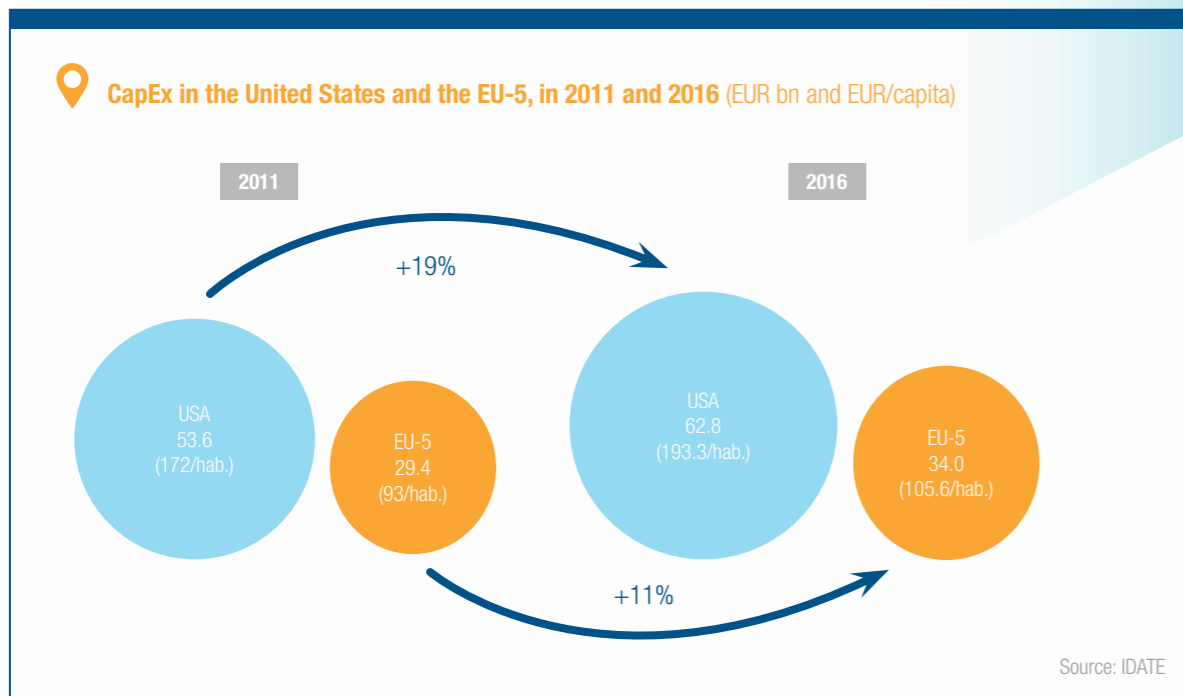 CapEx in the United States and the EU-5, in 2011 and 2016 (EUR bn and EUR/capita)
2011
2016
+19%
USA
53.6
(172/hab.)
EU-5
29.4
(93/hab.)
USA
62.8
(193.3/hab.)
EU-5
34.0
(105.6/hab.)
+11%
Source: IDATE